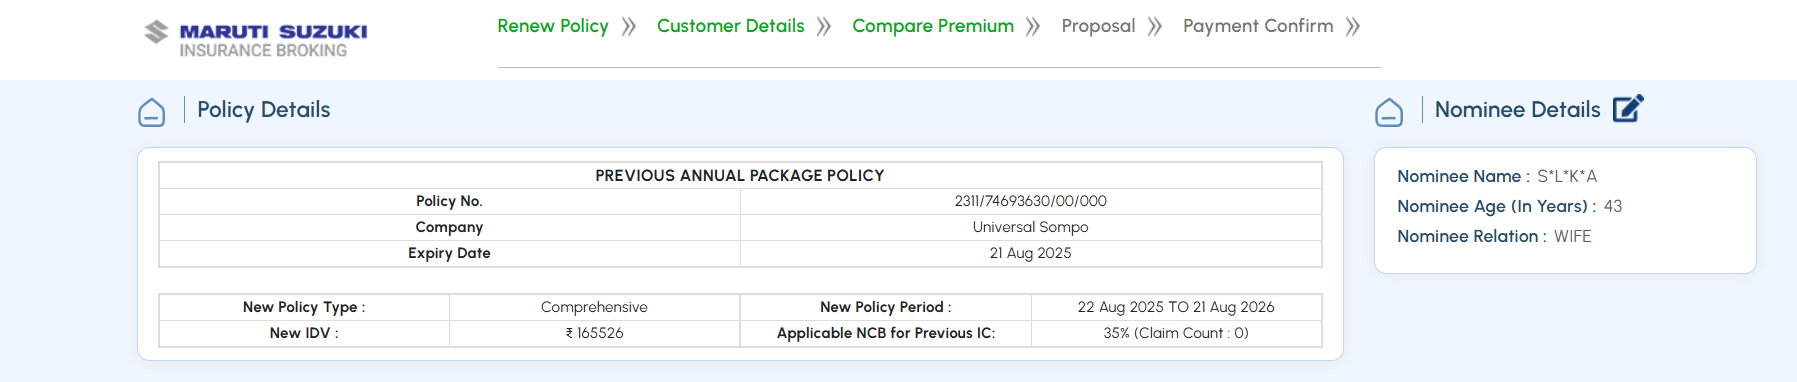 MARUTI SUZUKI
INSURANCE BROKING
Renew Policy
Customer Details
Compare Premium
Proposal
Payment Confirm
Policy Details
PREVIOUS ANNUAL PACKAGE POLICY
Policy No. 2311/74693630/00/000
Company Universal Sompo
Expiry Date 21 Aug 2025
New Policy Type : Comprehensive New Policy Period : 22 Aug 2025 TO 21 Aug 2026
New IDV : ₹ 165526 Applicable NCB for Previous IC: 35% (Claim Count : 0)
Nominee Details
Nominee Name : S*L*K*A
Nominee Age (In Years) : 43
Nominee Relation : WIFE